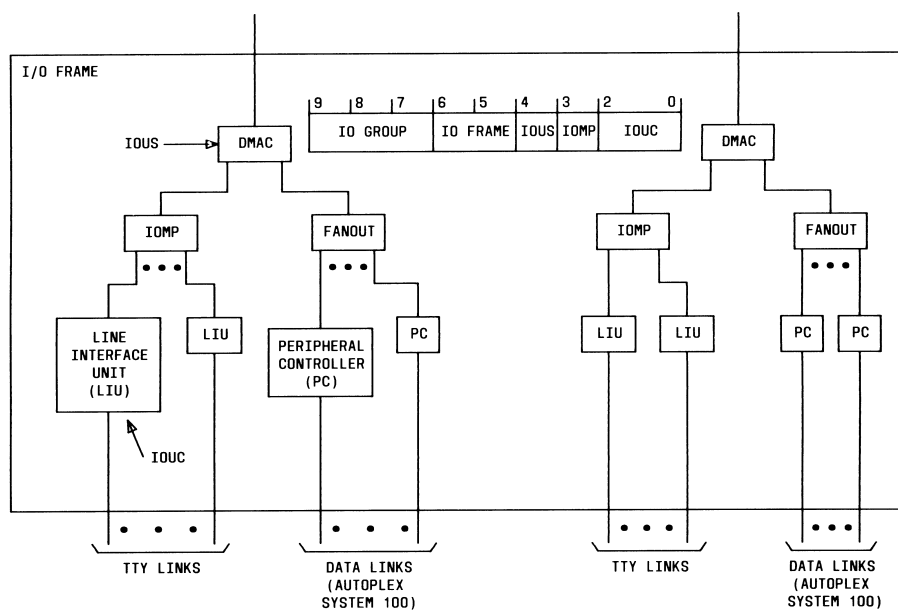 I/O FRAME
9 8 7 6 5 4 3 2 0
IO GROUP IO FRAME IOUS IOMP IOUC
IOUS DMAC DMAC
IOMP FANOUT IOMP FANOUT
LINE
INTERFACE
UNIT
(LIU)
LIU
PERIPHERAL
CONTROLLER
(PC)
PC
LIU LIU PC PC
IOUC
TTY LINKS
DATA LINKS
(AUTOPLEX
SYSTEM 100)
TTY LINKS
DATA LINKS
(AUTOPLEX
SYSTEM 100)